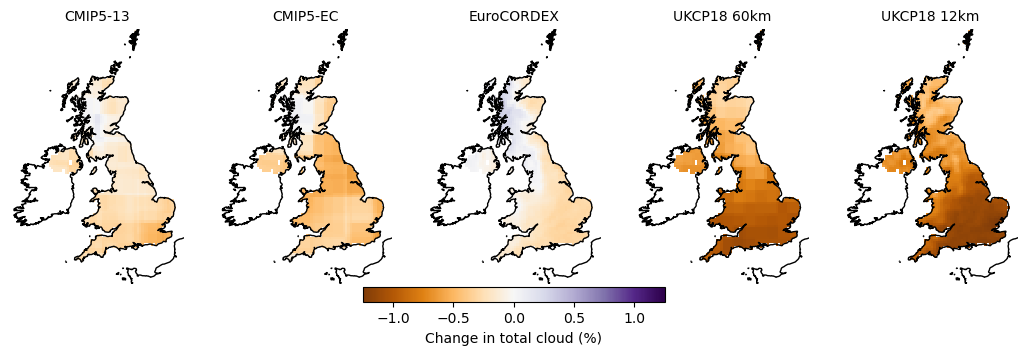 CMIP5-13 CMIP5-EC EuroCORDEX UKCP18 60km UKCP18 12km
−1.0 −0.5 0.0 0.5 1.0
Change in total cloud (%)